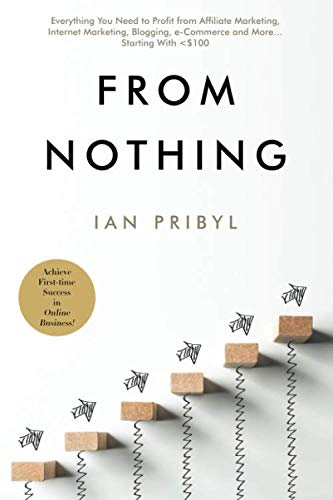 Everything You Need to Profit from Affiliate Marketing,
Internet Marketing, Blogging, e-Commerce and More...
Starting With <$100
FROM
NOTHING
IAN PRIBYL
Achieve
First-time
Success
in
Online
Business!